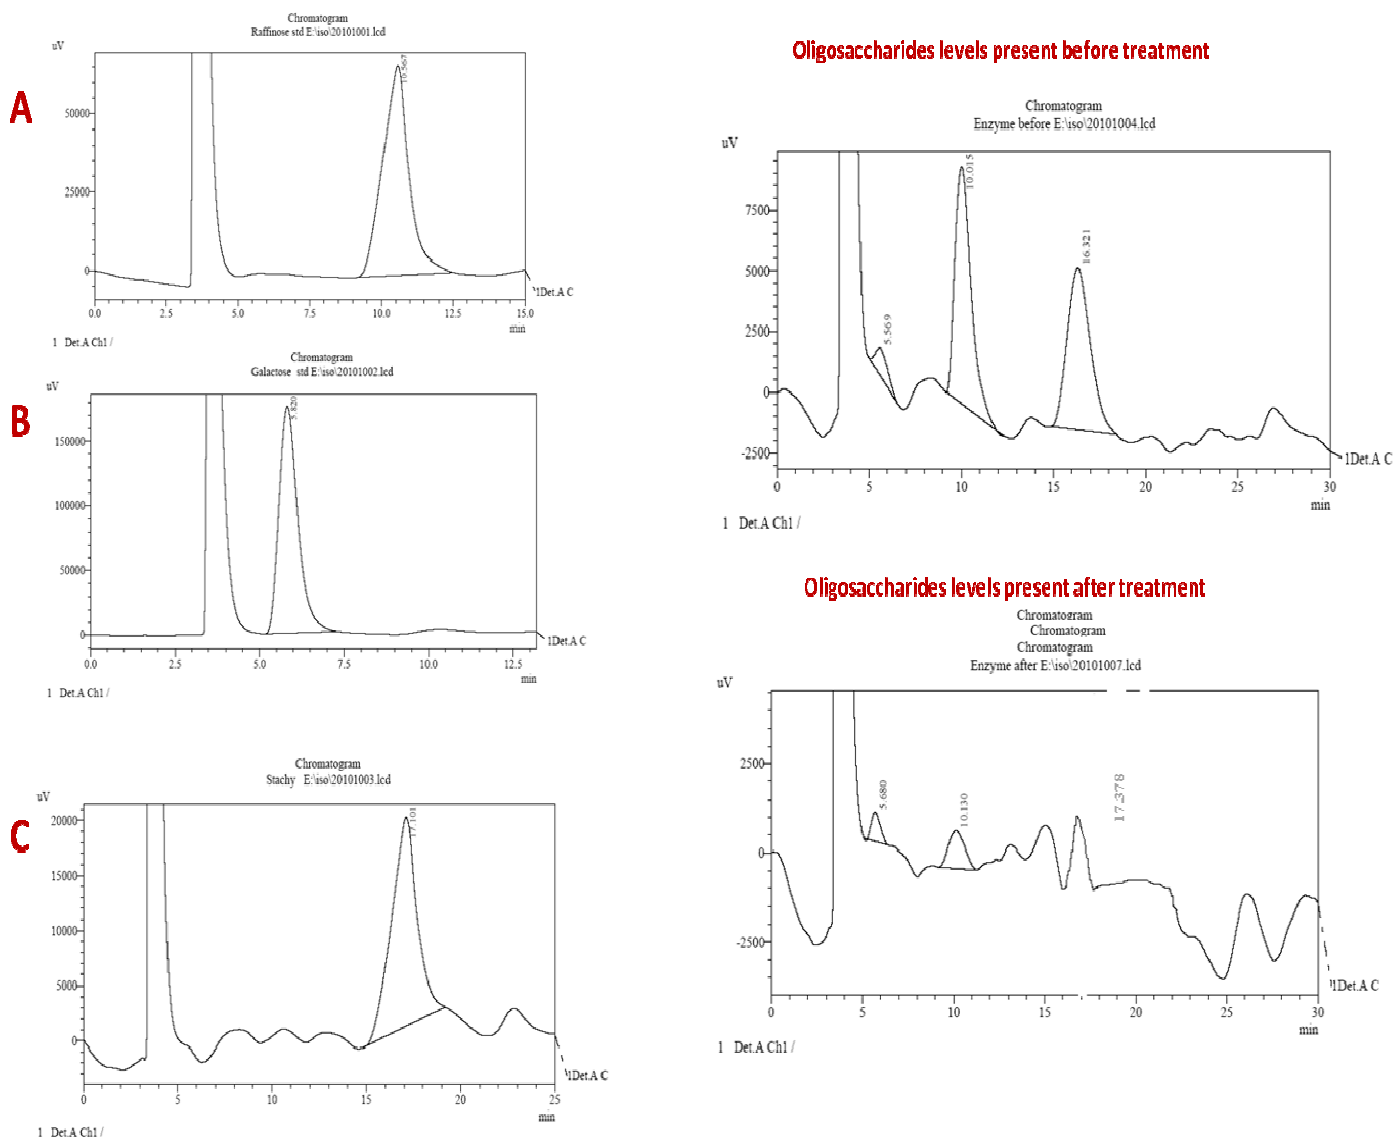 Chromatogram
Raffinose std E:\iso\20101001.lcd
uV
A
10.567
50000
25000
0
0.0 2.5 5.0 7.5 10.0 12.5 15.0
min
1Det.A C
1 Det.A Ch1 /
Chromatogram
Galactose std E:\iso\20101002.lcd
uV
B
5.820
150000
100000
50000
0
0.0 2.5 5.0 7.5 10.0 12.5
min
1Det.A C
1 Det.A Ch1 /
Chromatogram
Stachy E:\iso\20101003.lcd
uV
C
17.101
20000
15000
10000
5000
0
0 5 10 15 20 25
min
1Det.A C
1 Det.A Ch1 /
Oligosaccharides levels present before treatment
Chromatogram
Enzyme before E:\iso\20101004.lcd
uV
5.569
10.015
16.321
7500
5000
2500
0
-2500
0 5 10 15 20 25 30
min
1Det.A C
1 Det.A Ch1 /
Oligosaccharides levels present after treatment
Chromatogram
Chromatogram
Chromatogram
Enzyme after E:\iso\20101007.lcd
uV
5.680
10.130
17.378
2500
0
-2500
0 5 10 15 20 25 30
min
1Det.A C
1 Det.A Ch1 /